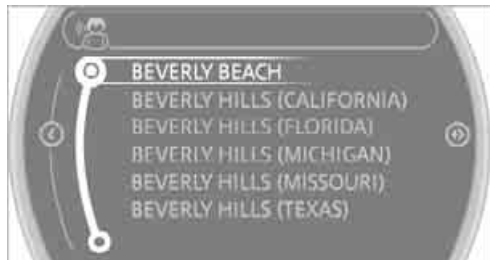 BEVERLY BEACH
BEVERLY HILLS (CALIFORNIA)
BEVERLY HILLS (FLORIDA)
BEVERLY HILLS (MICHIGAN)
BEVERLY HILLS (MISSOURI)
BEVERLY HILLS (TEXAS)